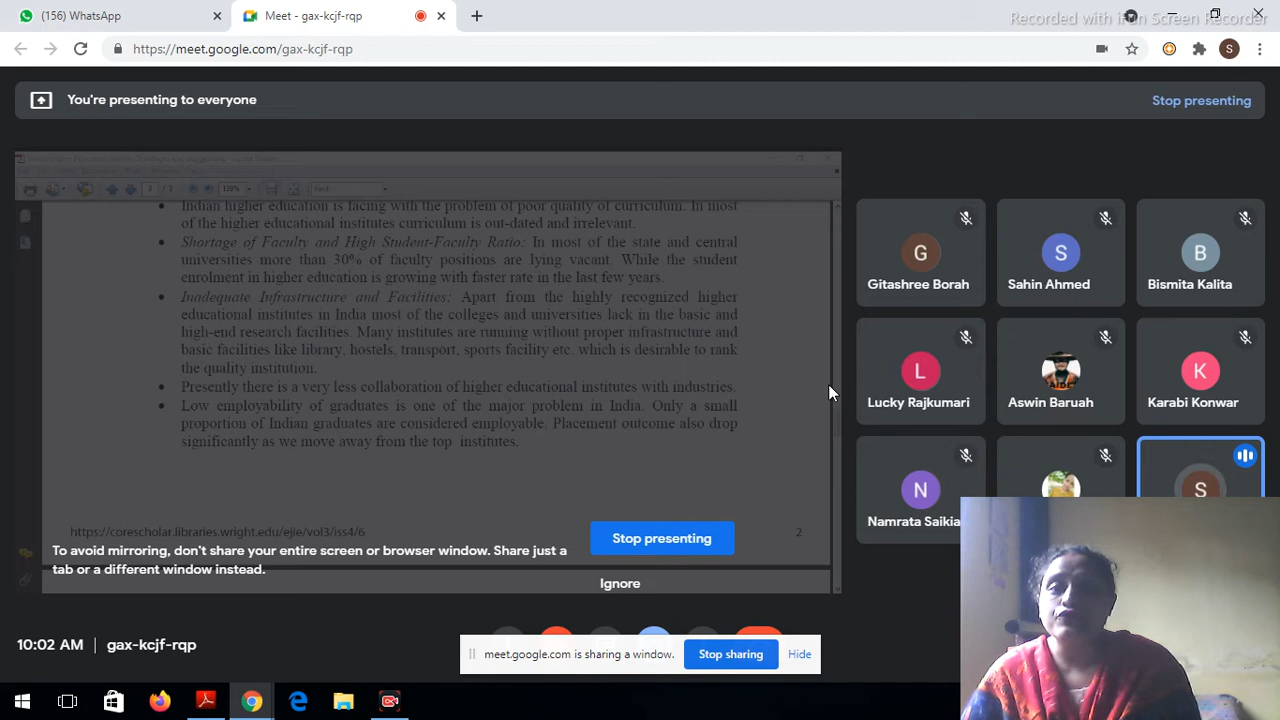 (156) WhatsApp
Meet - gax-kcjf-rqp
Recorded with iFun Screen Recorder
https://meet.google.com/gax-kcjf-rqp
S
You're presenting to everyone
Stop presenting
139%
Find
Indian higher education is facing with the problem of poor quality of curriculum. In most
of the higher educational institutes curriculum is out-dated and irrelevant.
Shortage of Faculty and High Student-Faculty Ratio: In most of the state and central
universities more than 30% of faculty positions are lying vacant. While the student
enrolment in higher education is growing with faster rate in the last few years.
Inadequate Infrastructure and Facilities: Apart from the highly recognized higher
educational institutes in India most of the colleges and universities lack in the basic and
high-end research facilities. Many institutes are running without proper infrastructure and
basic facilities like library, hostels, transport, sports facility etc. which is desirable to rank
the quality institution.
Presently there is a very less collaboration of higher educational institutes with industries.
Low employability of graduates is one of the major problem in India. Only a small
proportion of Indian graduates are considered employable. Placement outcome also drop
significantly as we move away from the top institutes.
https://corescholar.libraries.wright.edu/ejie/vol3/iss4/6
2
To avoid mirroring, don't share your entire screen or browser window. Share just a
tab or a different window instead.
Stop presenting
Ignore
G
Gitashree Borah
S
Sahin Ahmed
B
Bismita Kalita
L
Lucky Rajkumari
Aswin Baruah
K
Karabi Konwar
N
Namrata Saikia
S
10:02 AM | gax-kcjf-rqp
meet.google.com is sharing a window.
Stop sharing
Hide